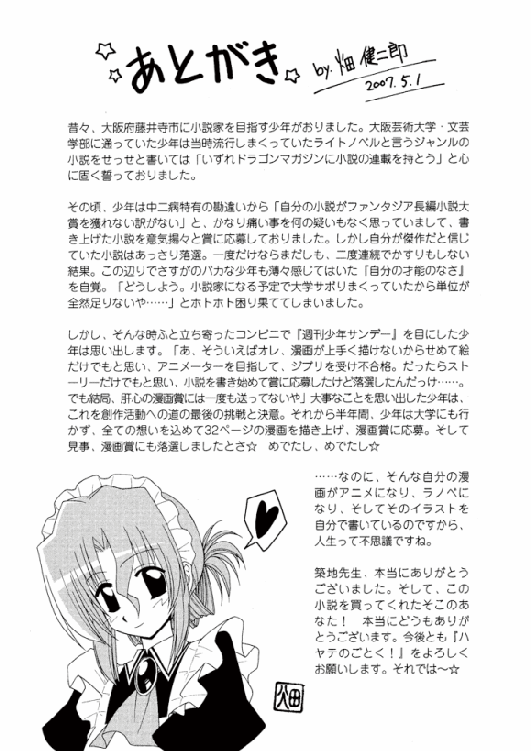 ☆☆あとがき☆ by.畑健二郎
2007.5.1
昔々、大阪府藤井寺市に小説家を目指す少年がおりました。大阪芸術大学・文芸
学部に通っていた少年は当時流行しまくっていたライトノベルと言うジャンルの
小説をせっせと書いては「いずれドラゴンマガジンに小説の連載を持とう」と心
に固く誓っておりました。
その頃、少年は中二病特有の勘違いから「自分の小説がファンタジア長編小説大
賞を獲れない訳がない」と、かなり痛い事を何の疑いもなく思っていまして、書
き上げた小説を意気揚々と賞に応募しておりました。しかし自分が傑作だと信じ
ていた小説はあっさり落選。一度だけならまだしも、二度連続でかすりもしない
結果。この辺りでさすがのバカな少年も薄々感じてはいた「自分の才能のなさ」
を自覚。「どうしよう。小説家になる予定で大学サボりまくっていたから単位が
全然足りないや……」とホトホト困り果ててしまいました。
しかし、そんな時ふと立ち寄ったコンビニで『週刊少年サンデー』を目にした少
年は思い出します。「あ、そういえばオレ、漫画が上手く描けないからせめて絵
だけでもと思い、アニメーターを目指して、ジブリを受け不合格。だったらスト
ーリーだけでもと思い、小説を書き始めて賞に応募したけど落選したんだっけ……。
でも結局、肝心の漫画賞には一度も送ってないや」大事なことを思い出した少年は、
これを創作活動への道の最後の挑戦と決意。それから半年間、少年は大学にも行
かず、全ての想いを込めて32ページの漫画を描き上げ、漫画賞に応募。そして
見事、漫画賞にも落選しましたとさ☆ めでたし、めでたし☆
……なのに、そんな自分の漫
画がアニメになり、ラノベに
なり、そしてそのイラストを
自分で書いているのですから、
人生って不思議ですね。
築地先生、本当にありがとう
ございました。そして、この
小説を買ってくれたそこのあ
なた！ 本当にどうもありが
とうございます。今後とも『ハ
ヤテのごとく！』をよろしく
お願いします。それでは〜☆
畑